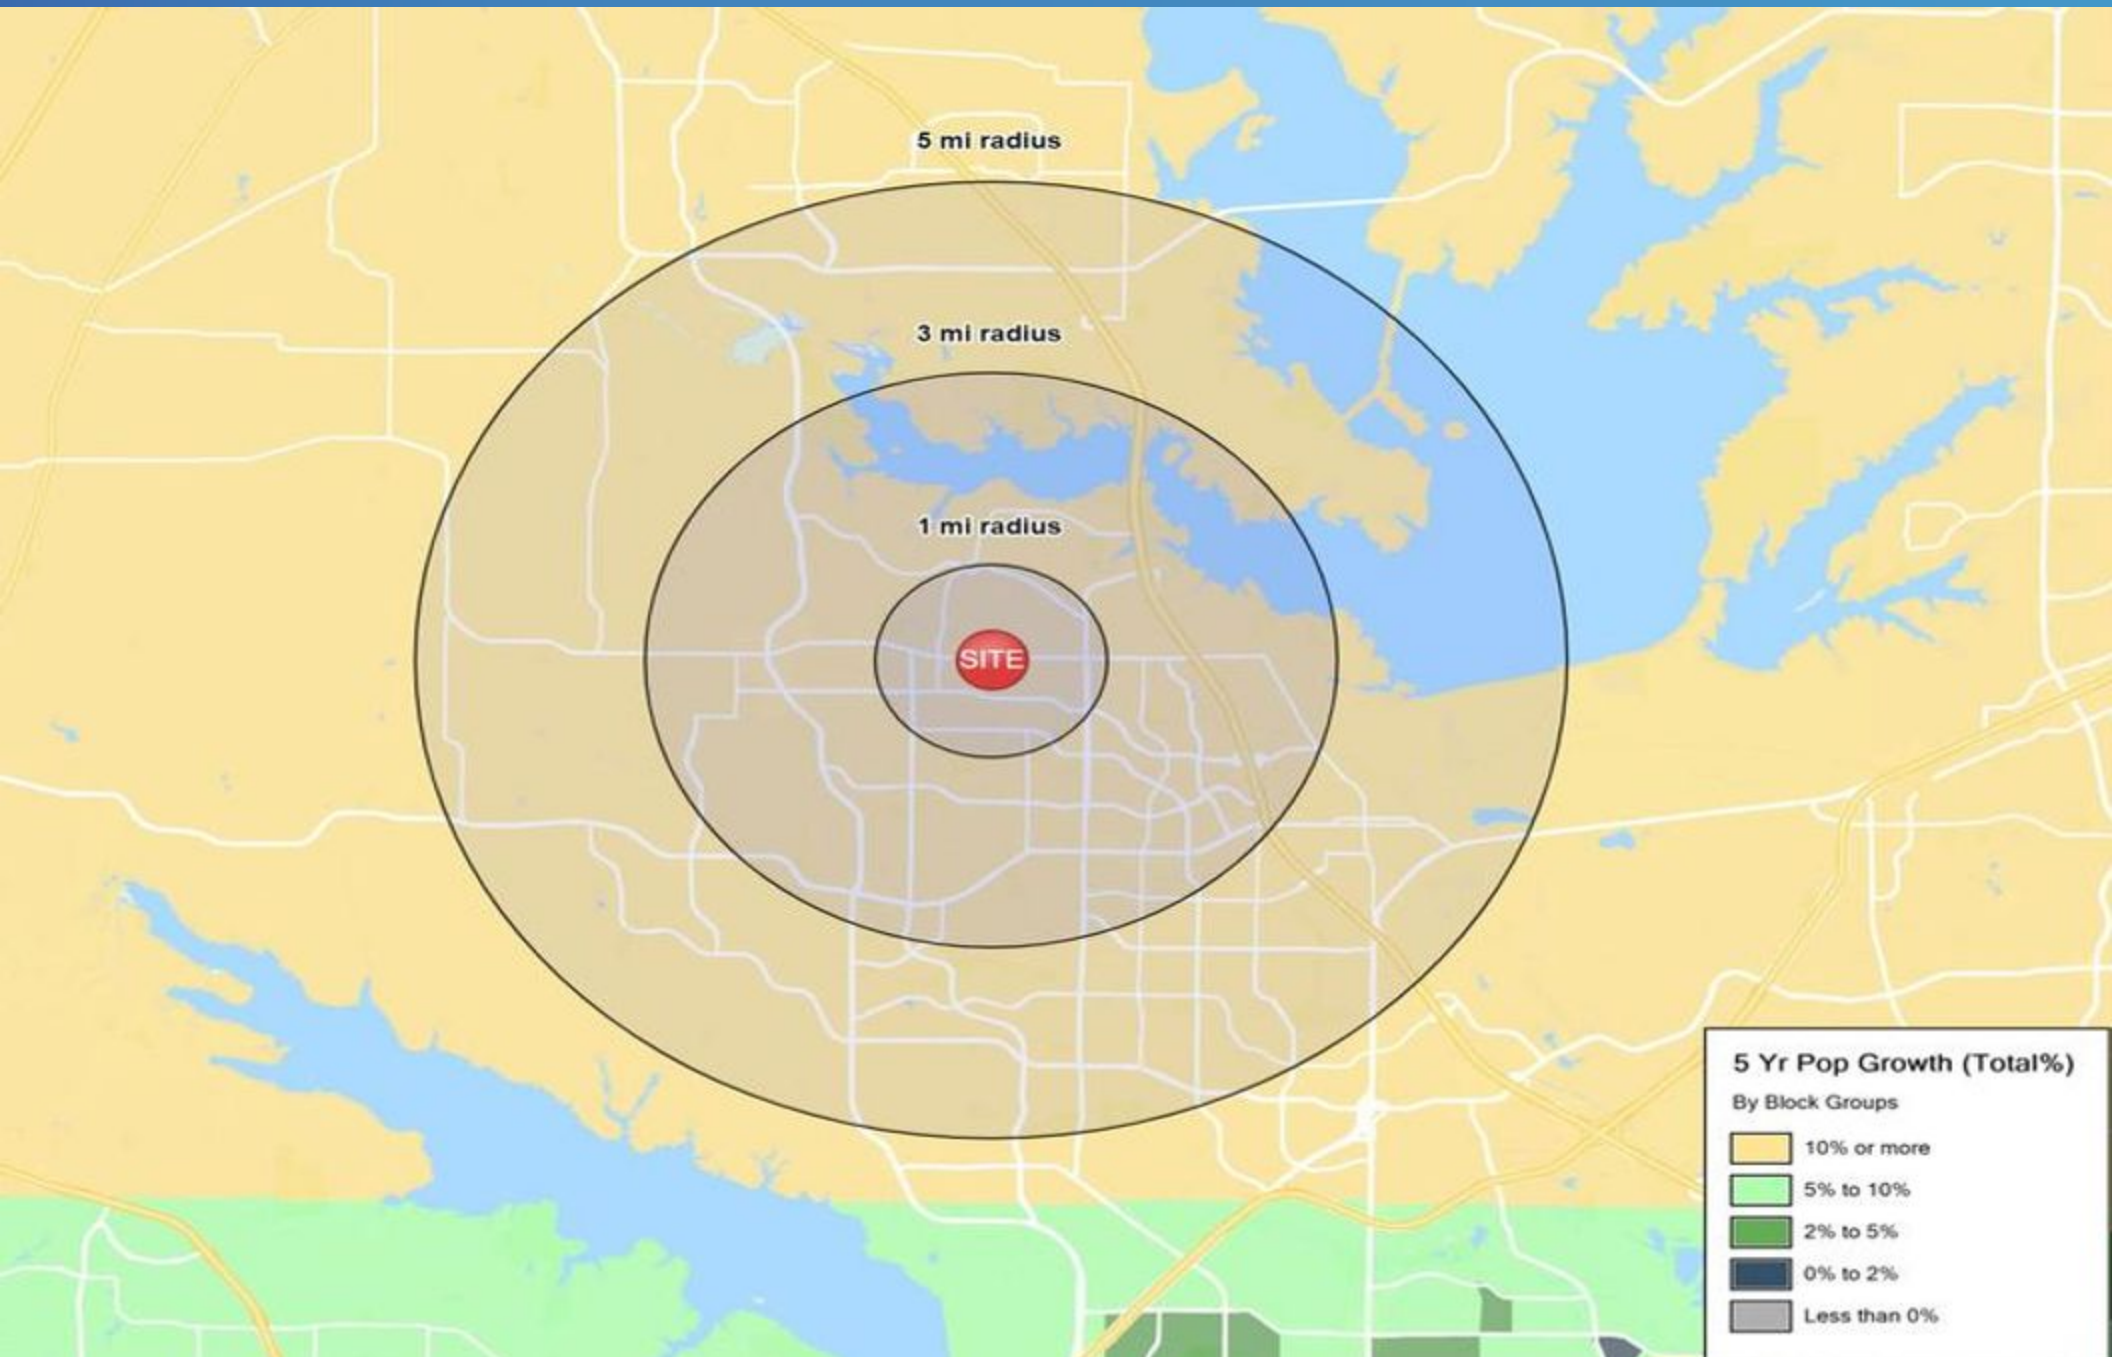 5 mi radius
3 mi radius
1 mi radius
SITE
5 Yr Pop Growth (Total%)
By Block Groups
10% or more
5% to 10%
2% to 5%
0% to 2%
Less than 0%